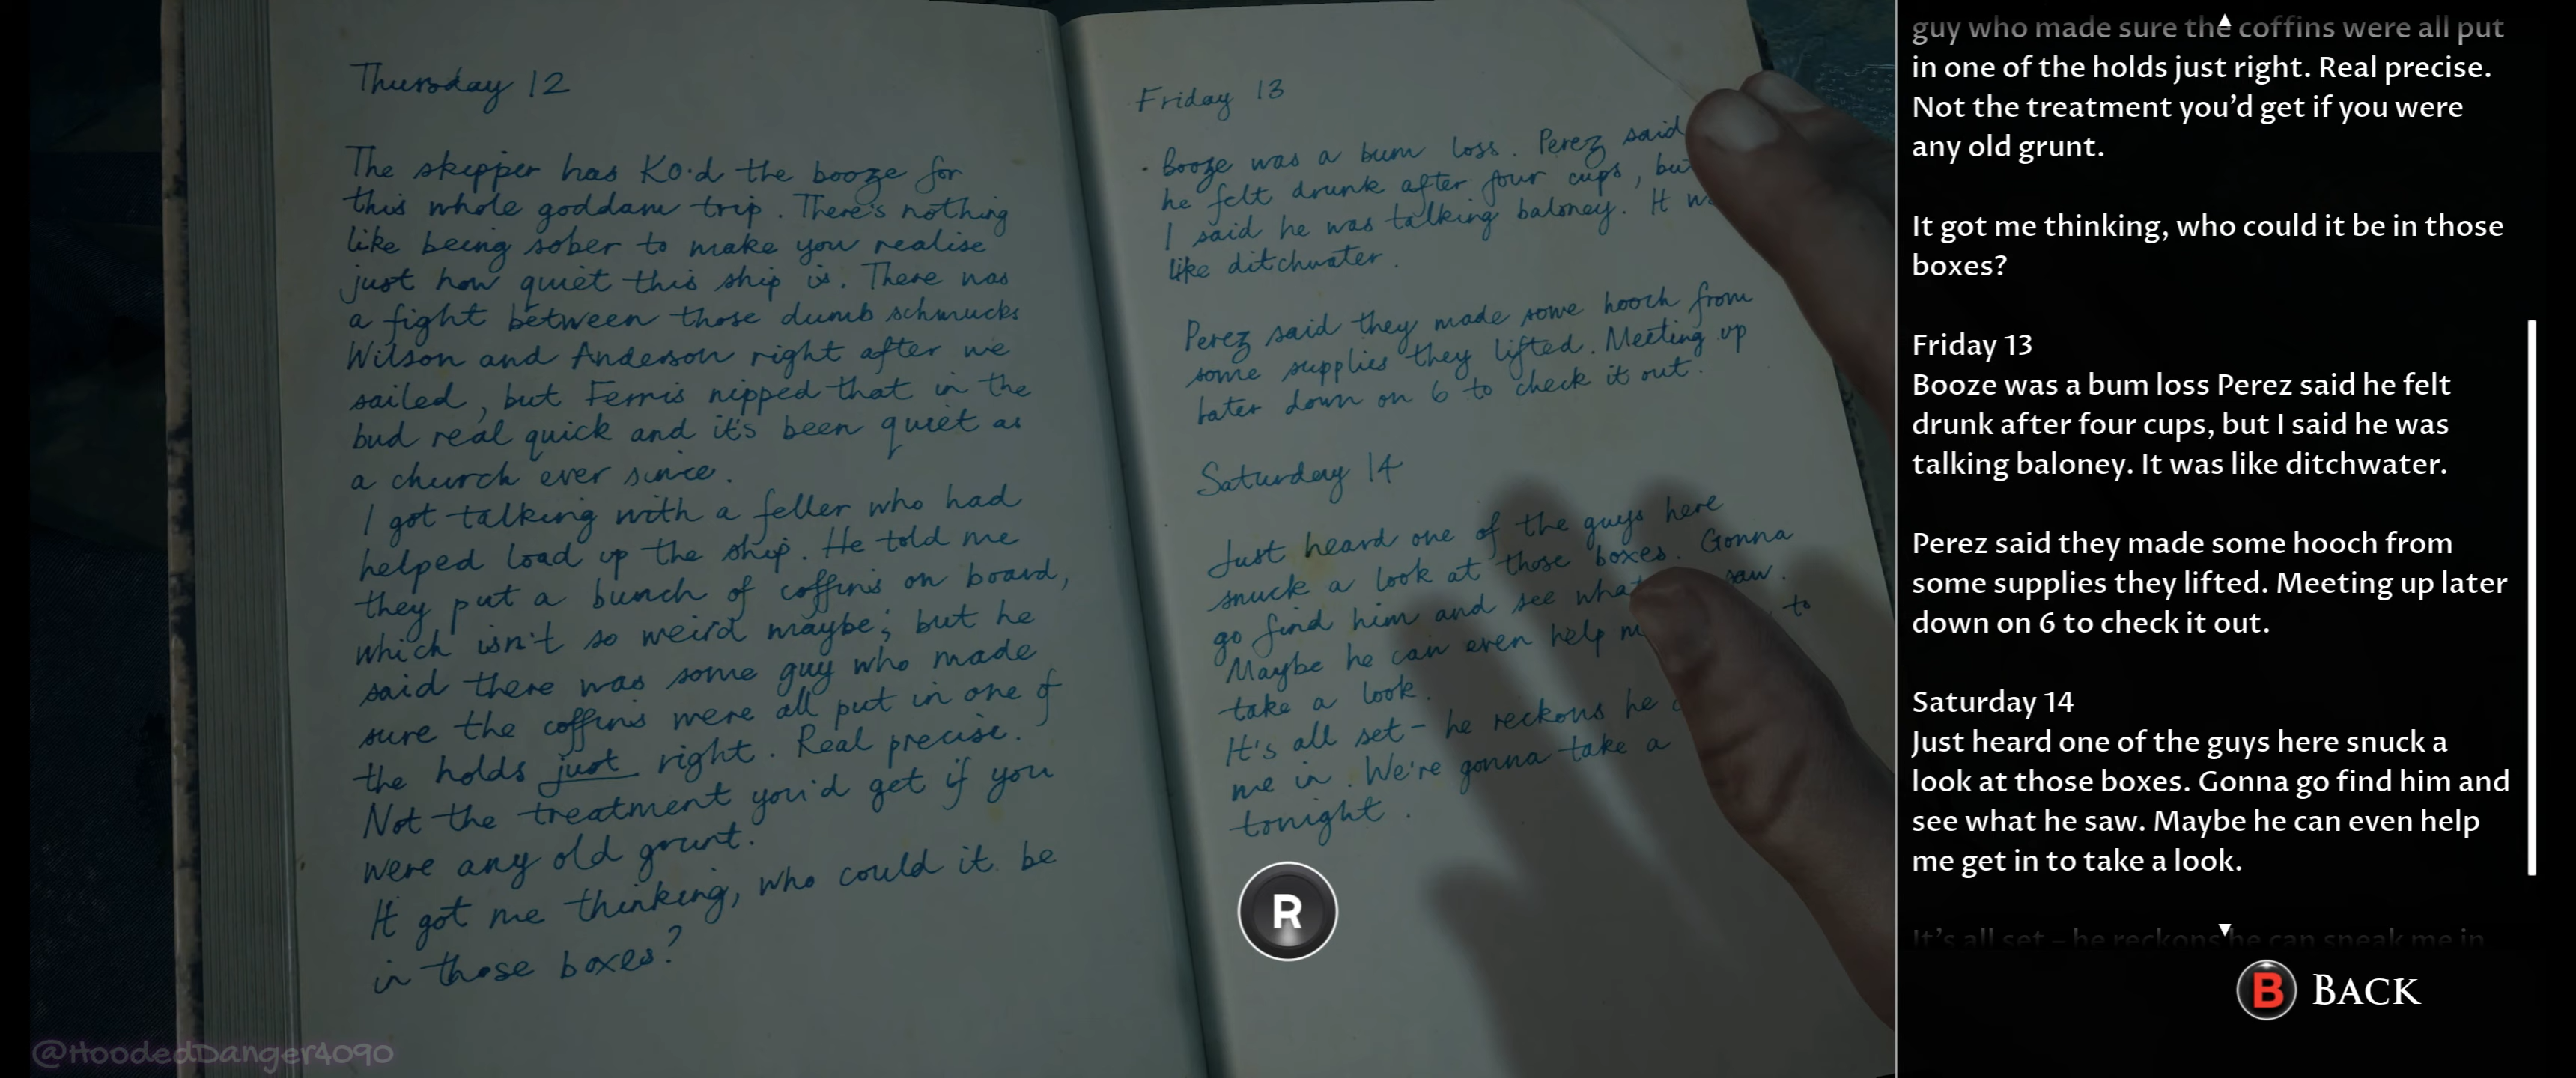 Thursday 12
The skipper has KO'd the booze for
this whole goddam trip. There's nothing
like being sober to make you realise
just how quiet this ship is. There was
a fight between those dumb schmucks
Wilson and Anderson right after we
sailed, but Ferris nipped that in the
bud real quick and it's been quiet as
a church ever since.
I got talking with a feller who had
helped load up the ship. He told me
they put a bunch of coffins on board,
which isn't so weird maybe; but he
said there was some guy who made
sure the coffins were all put in one of
the holds just right. Real precise.
Not the treatment you'd get if you
were any old grunt.
It got me thinking, who could it be
in those boxes?
Friday 13
Booze was a bum loss. Perez said
he felt drunk after four cups, but
I said he was talking baloney. It
like ditchwater.
Perez said they made some hooch from
some supplies they lifted. Meeting up
later down on 6 to check it out.
Saturday 14
Just heard one of the guys here
snuck a look at those boxes. Gonna
go find him and see what saw.
Maybe he can even help to
take a look.
It's all set - he reckons he
me in. We're gonna take a
tonight.
R
guy who made sure the coffins were all put
in one of the holds just right. Real precise.
Not the treatment you'd get if you were
any old grunt.
It got me thinking, who could it be in those
boxes?
Friday 13
Booze was a bum loss Perez said he felt
drunk after four cups, but I said he was
talking baloney. It was like ditchwater.
Perez said they made some hooch from
some supplies they lifted. Meeting up later
down on 6 to check it out.
Saturday 14
Just heard one of the guys here snuck a
look at those boxes. Gonna go find him and
see what he saw. Maybe he can even help
me get in to take a look.
It's all set – he reckons he can sneak me in
B BACK
@HoodedDanger4090